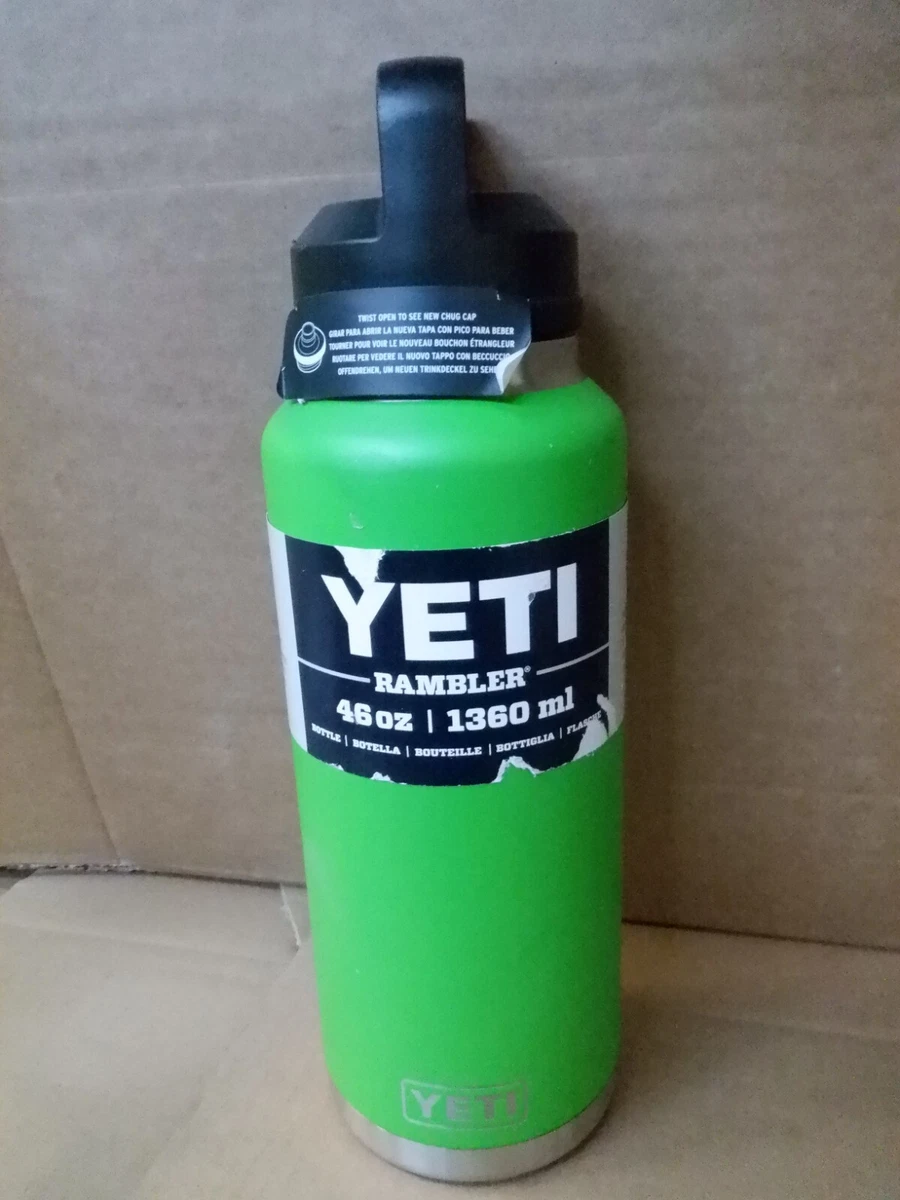 TWIST OPEN TO SEE NEW CHUG CAP
GIRAR PARA ABRIR LA NUEVA TAPA CON PICO PARA BEBER
TOURNER POUR VOIR LE NOUVEAU BOUCHON ÉTRANGLEUR
RUOTARE PER VEDERE IL NUOVO TAPPO CON BECCUCCIO
OFFENDREHEN, UM NEUEN TRINKDECKEL ZU SEH
YETI
RAMBLER®
46 oz | 1360 ml
BOTTLE | BOTELLA | BOUTEILLE | BOTTIGLIA | FLASCHE
YETI